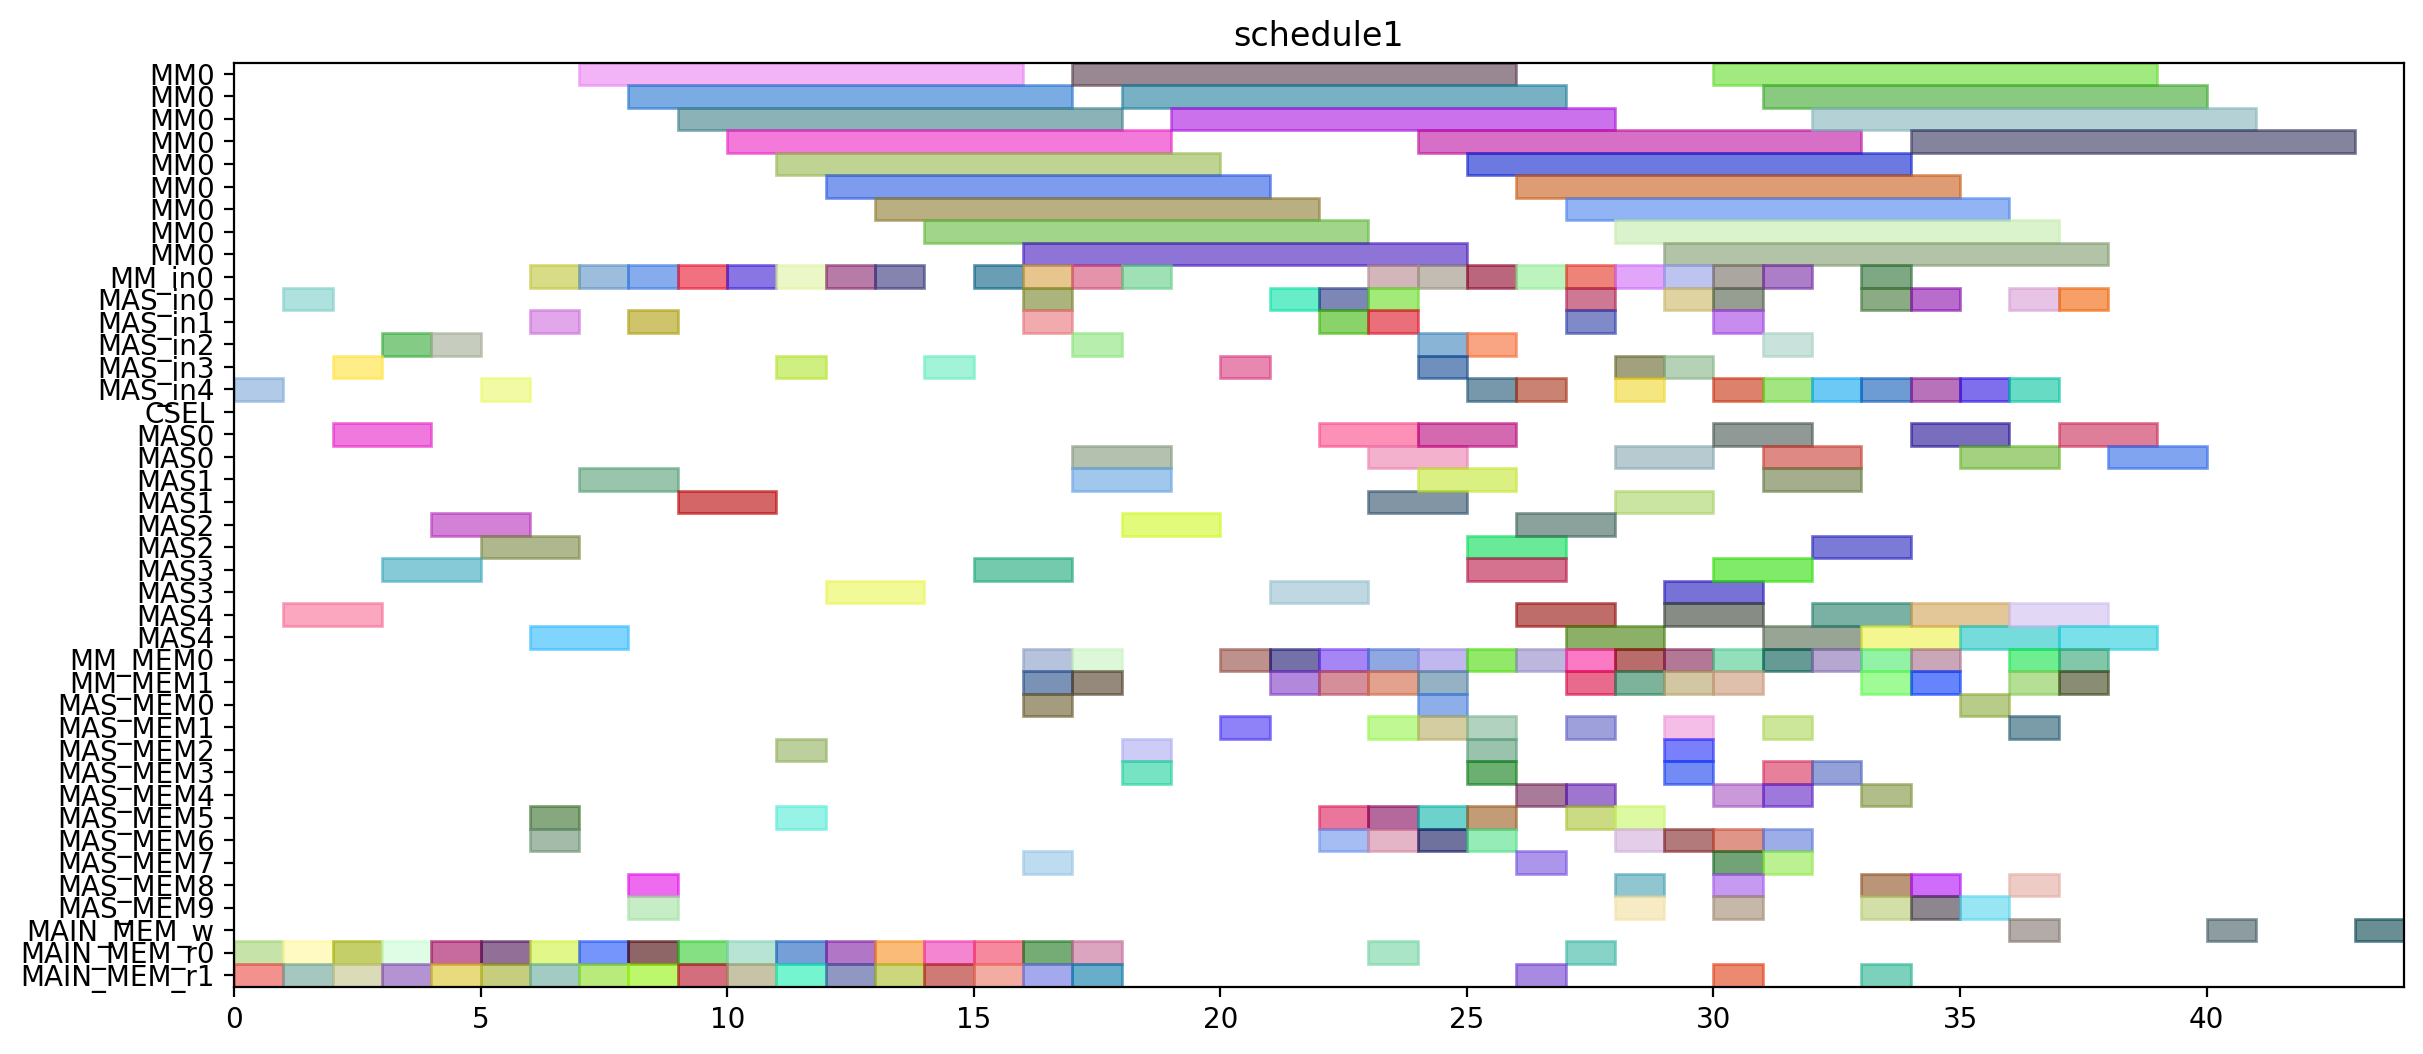 schedule1
MM0
MM0
MM0
MM0
MM0
MM0
MM0
MM0
MM0
MM_in0
MAS_in0
MAS_in1
MAS_in2
MAS_in3
MAS_in4
CSEL
MAS0
MAS0
MAS1
MAS1
MAS2
MAS2
MAS3
MAS3
MAS4
MAS4
MM_MEM0
MM_MEM1
MAS_MEM0
MAS_MEM1
MAS_MEM2
MAS_MEM3
MAS_MEM4
MAS_MEM5
MAS_MEM6
MAS_MEM7
MAS_MEM8
MAS_MEM9
MAIN_MEM_w
MAIN_MEM_r0
MAIN_MEM_r1
0 5 10 15 20 25 30 35 40